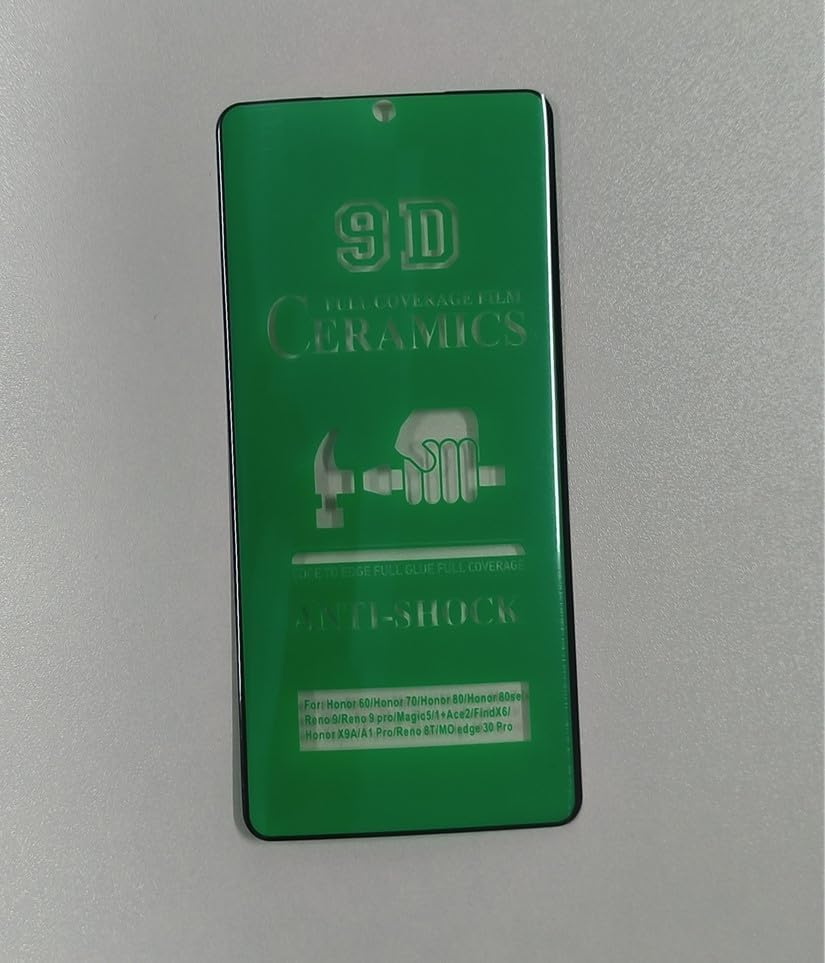 9D
FULL COVERAGE FILM
CERAMICS
EDGE TO EDGE FULL GLUE FULL COVERAGE
ANTI-SHOCK
For: Honor 60/Honor 70/Honor 80/Honor 80se/
Reno 9/Reno 9 pro/Magic5/1+Ace2/FindX6/
Honor X9A/A1 Pro/Reno 8T/MO edge 30 Pro